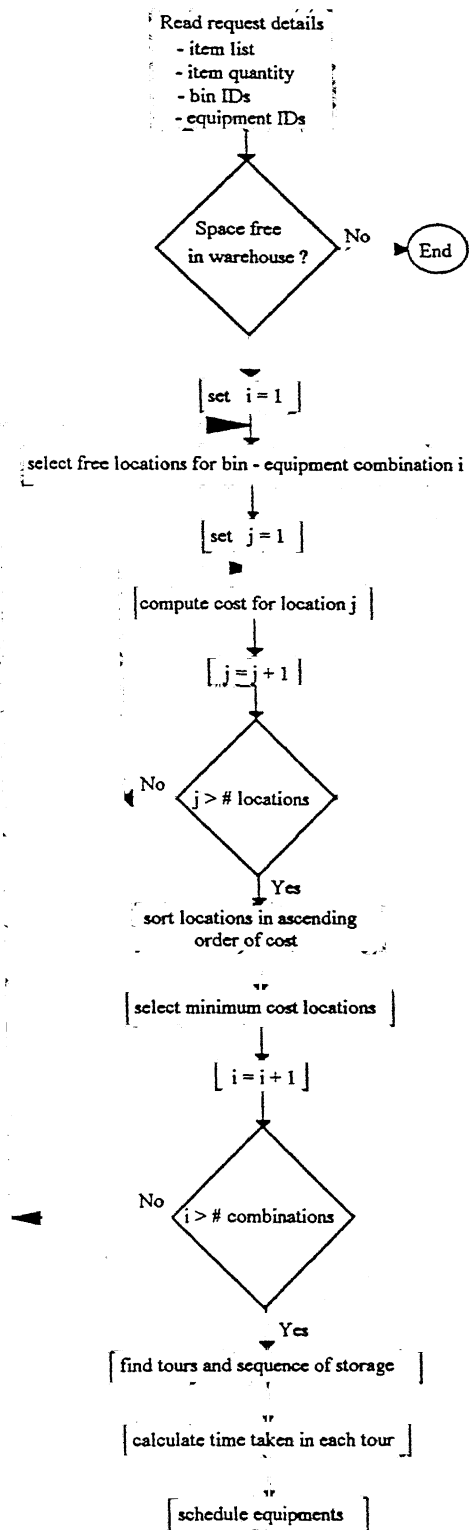 Read request details
- item list
- item quantity
- bin IDs
- equipment IDs
Space free
in warehouse ?
No
End
set i = 1
select free locations for bin - equipment combination i
set j = 1
compute cost for location j
j = j + 1
No
j > # locations
Yes
sort locations in ascending
order of cost
select minimum cost locations
i = i + 1
No
i > # combinations
Yes
find tours and sequence of storage
calculate time taken in each tour
schedule equipments